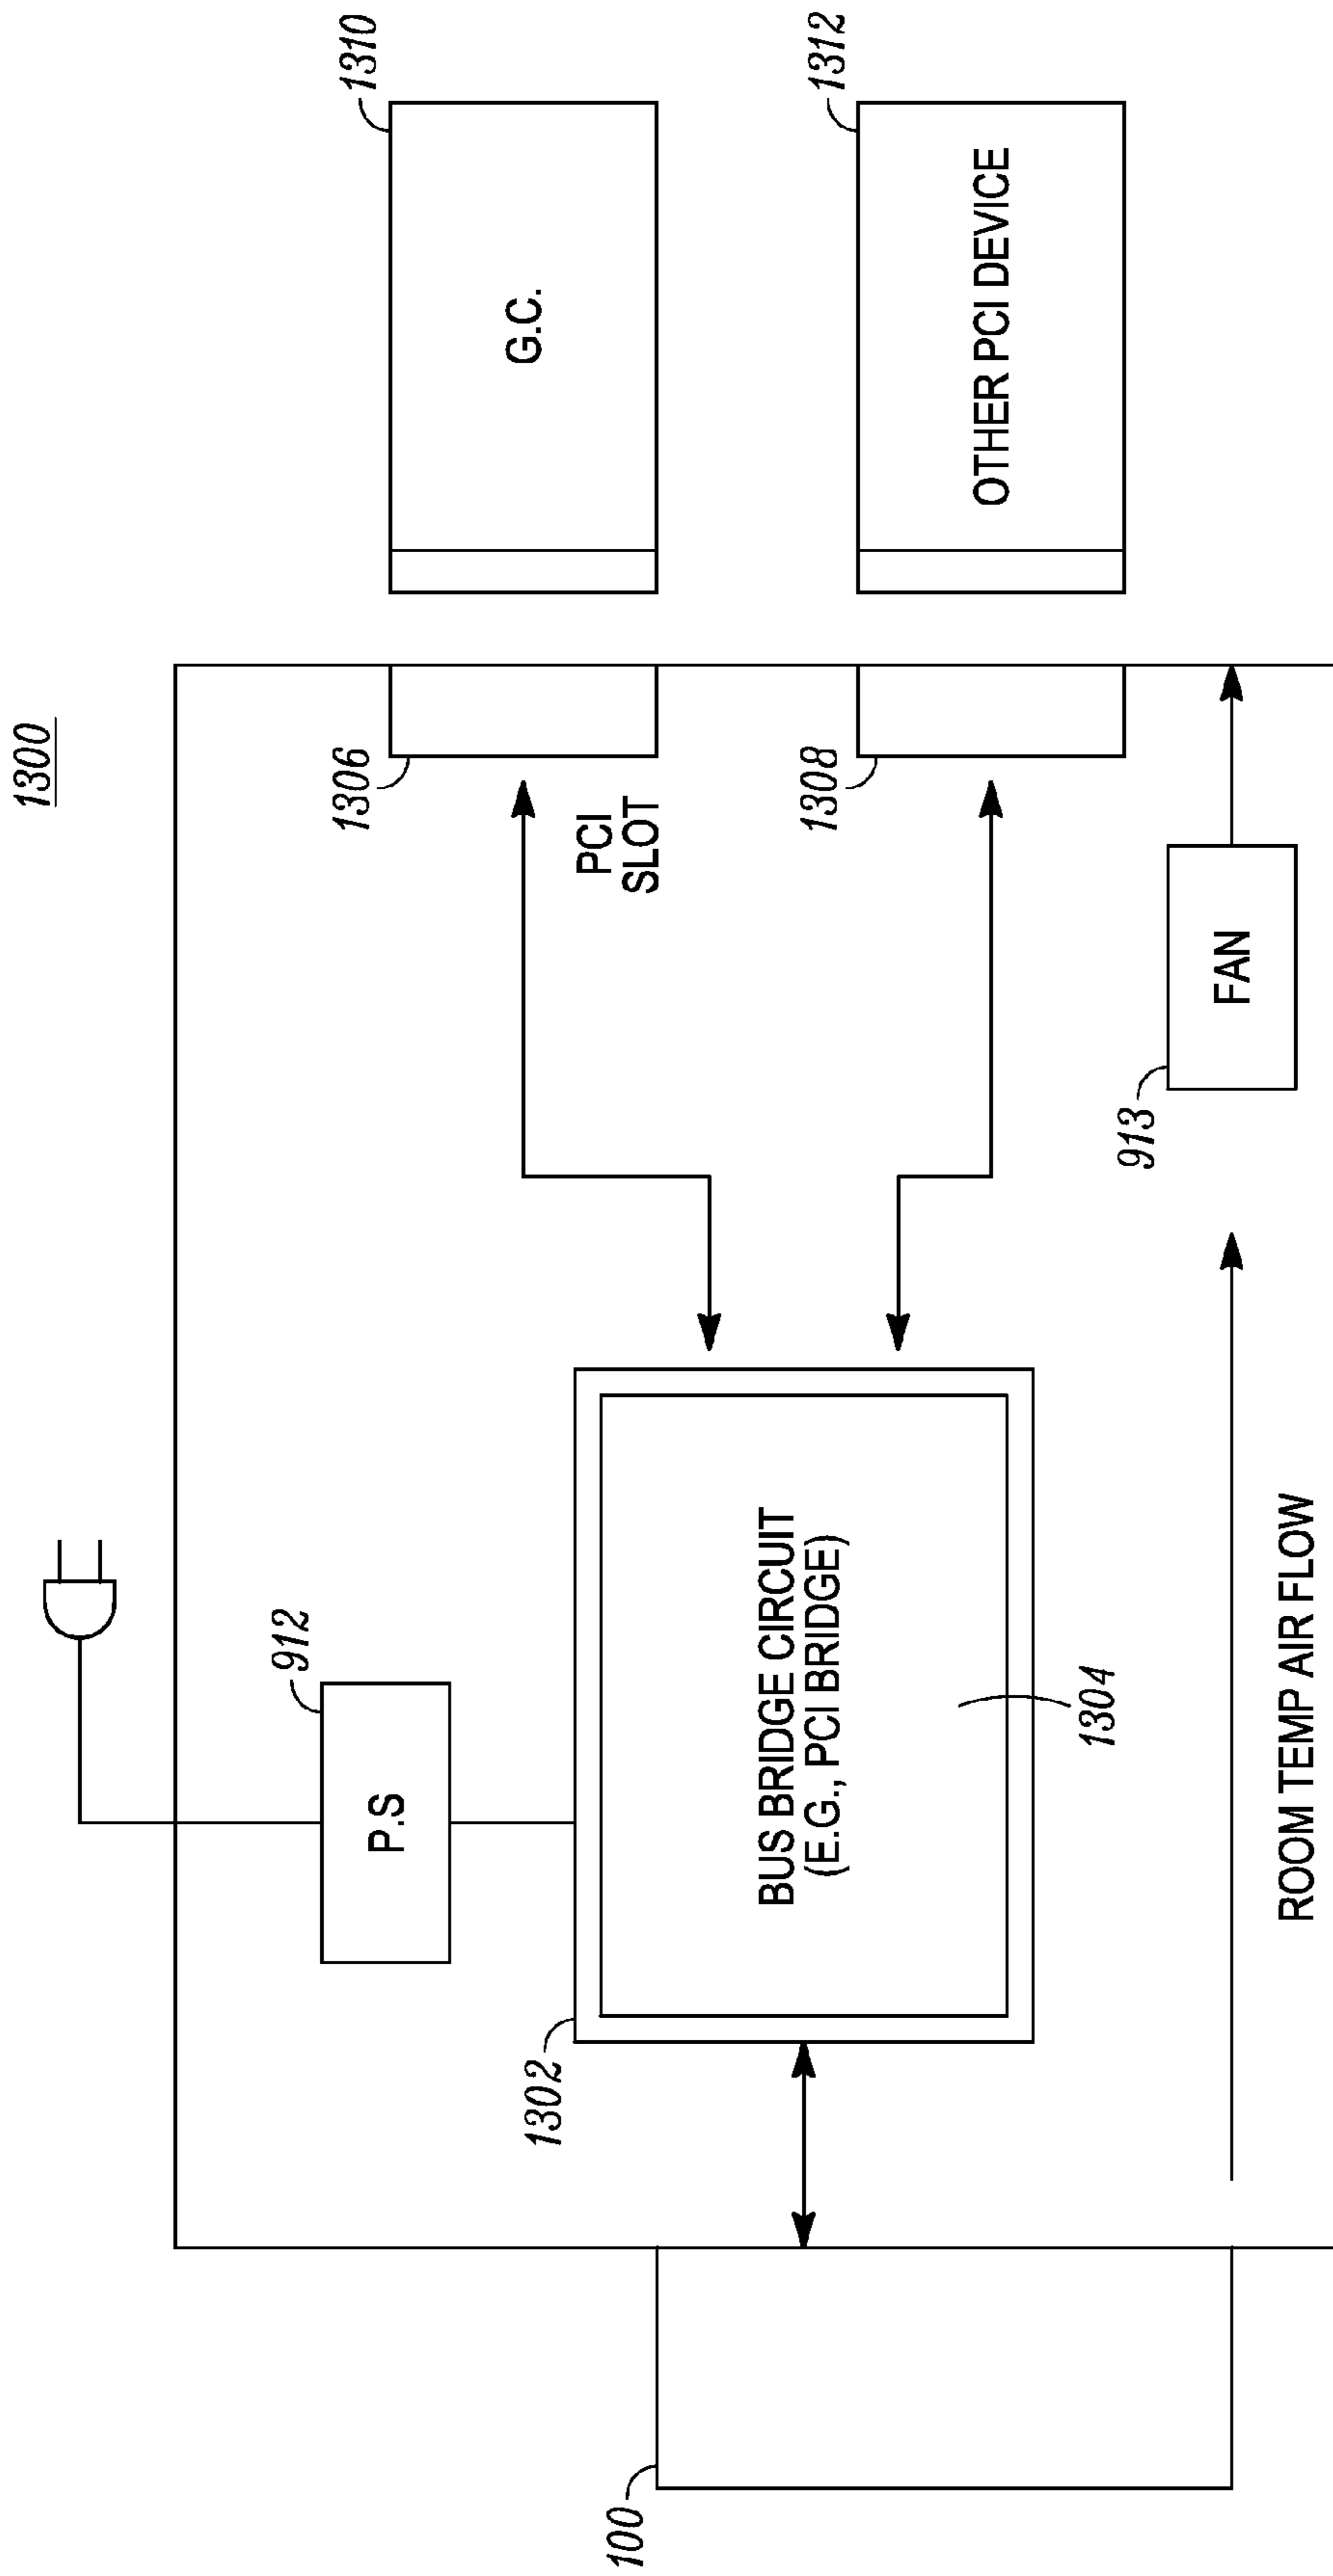 1300
912
P.S
1302
BUS BRIDGE CIRCUIT
(E.G., PCI BRIDGE)
1304
100
1306
PCI
SLOT
1308
1310
G.C.
1312
OTHER PCI DEVICE
913
FAN
ROOM TEMP AIR FLOW